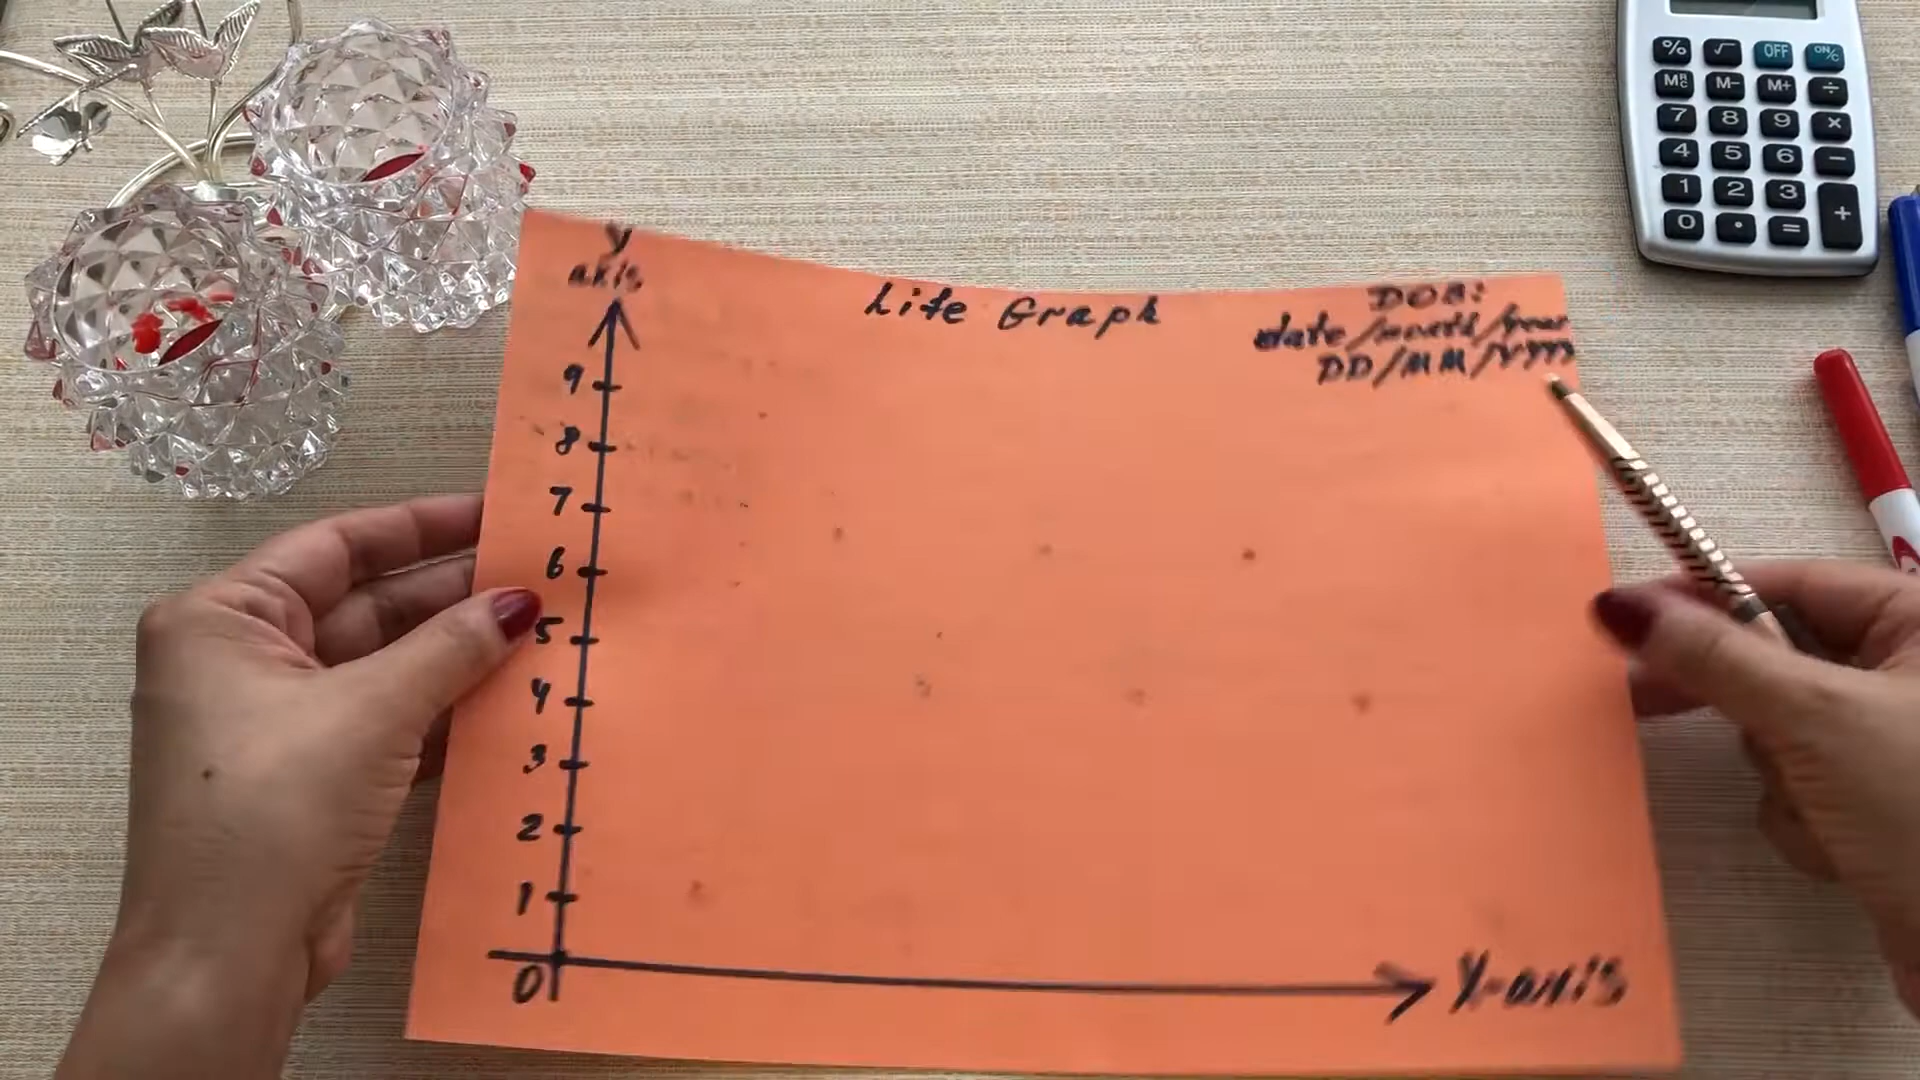 Y
axis
Life Graph
DOB:
date/month/year
DD/MM/YYYY
9
8
7
6
5
4
3
2
1
0
X-axis
% √ OFF ON/C
MRC M- M+ ÷
7 8 9 ×
4 5 6 −
1 2 3 +
0 • =